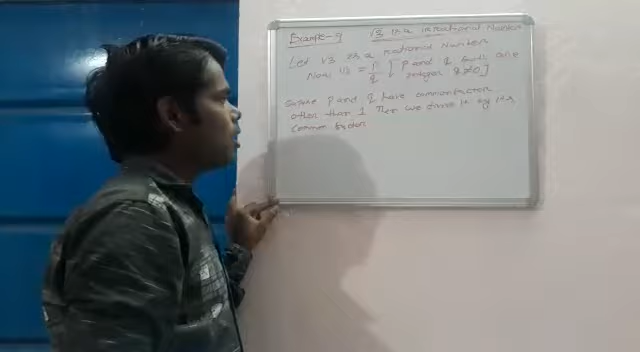 Example-9 √3 is a irrational Number
Let √3 is a rational Number
Now √3 = p/q [ p and q both are
integer q≠0]
Suppose p and q have common factor
other than 1 Then we divide it by its
common factor